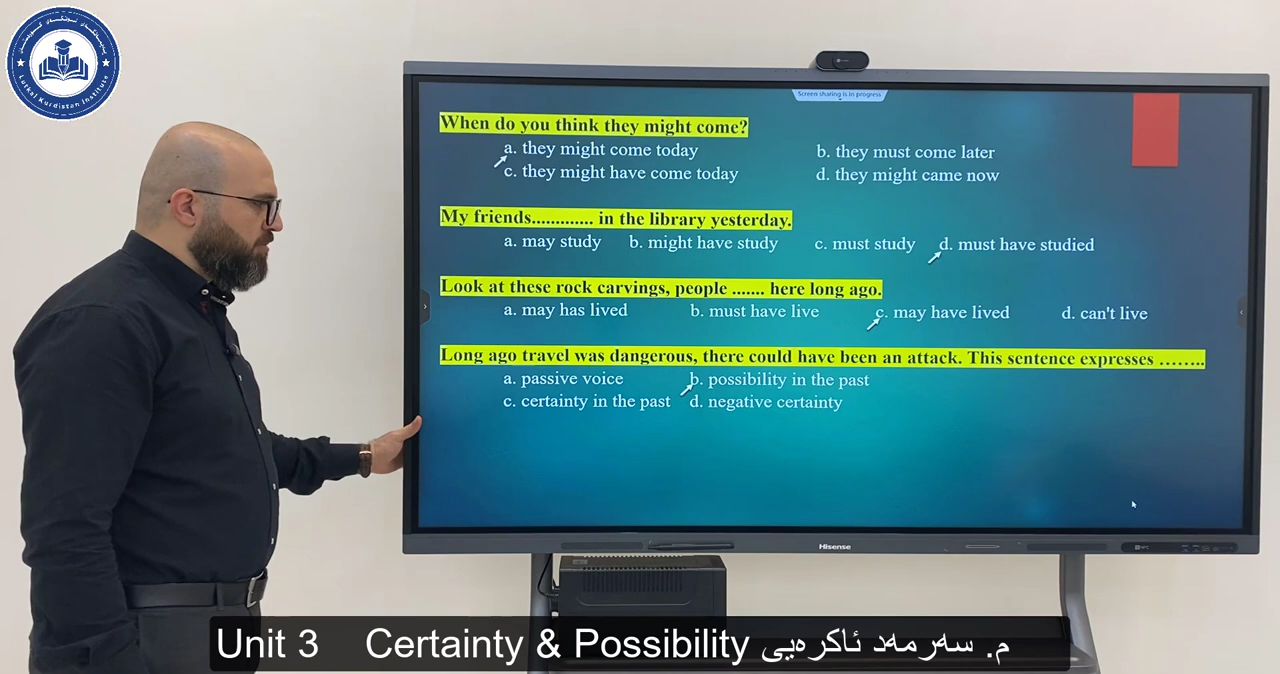 Lutkai Kurdistan Institute
Screen sharing is in progress
When do you think they might come?
a. they might come today b. they must come later
c. they might have come today d. they might came now
My friends............. in the library yesterday.
a. may study b. might have study c. must study d. must have studied
Look at these rock carvings, people ....... here long ago.
a. may has lived b. must have live c. may have lived d. can't live
Long ago travel was dangerous, there could have been an attack. This sentence expresses ……..
a. passive voice b. possibility in the past
c. certainty in the past d. negative certainty
Hisense
Unit 3 Certainty & Possibility م. سەرمەد ئاکرەیی